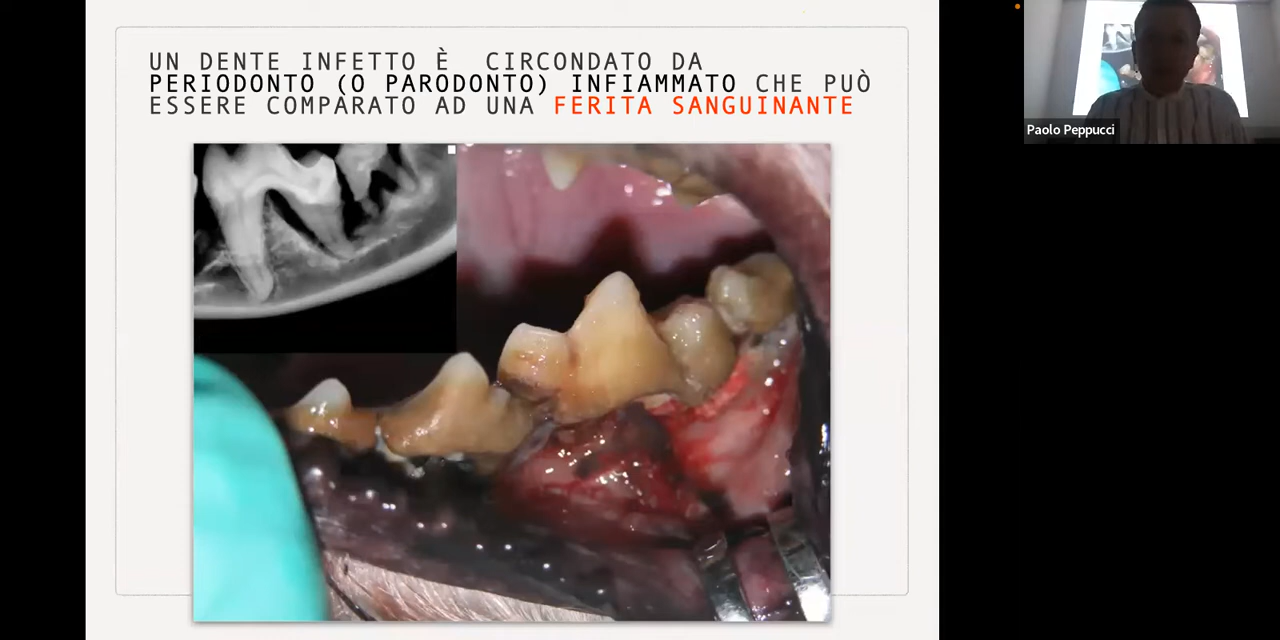 UN DENTE INFETTO È CIRCONDATO DA
PERIODONTO (O PARODONTO) INFIAMMATO CHE PUÒ
ESSERE COMPARATO AD UNA FERITA SANGUINANTE
Paolo Peppucci